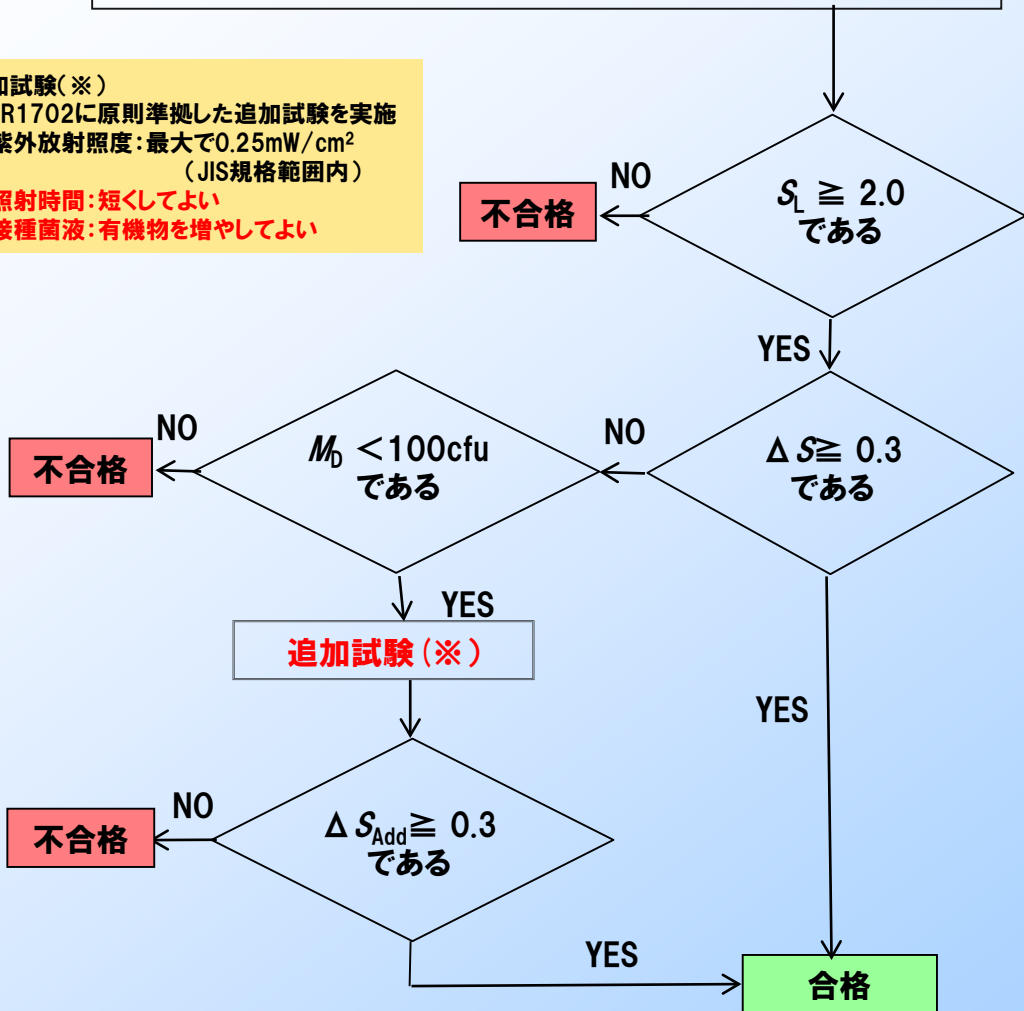 加試験(※)
R1702に原則準拠した追加試験を実施
紫外放射照度:最大で0.25mW/cm²
(JIS規格範囲内)
照射時間:短くしてよい
接種菌液:有機物を増やしてよい
NO
不合格
S_L ≧ 2.0
である
YES
NO
不合格
M_D <100cfu
である
NO
ΔS≧ 0.3
である
YES
追加試験(※)
YES
NO
不合格
ΔS_Add≧ 0.3
である
YES
合格